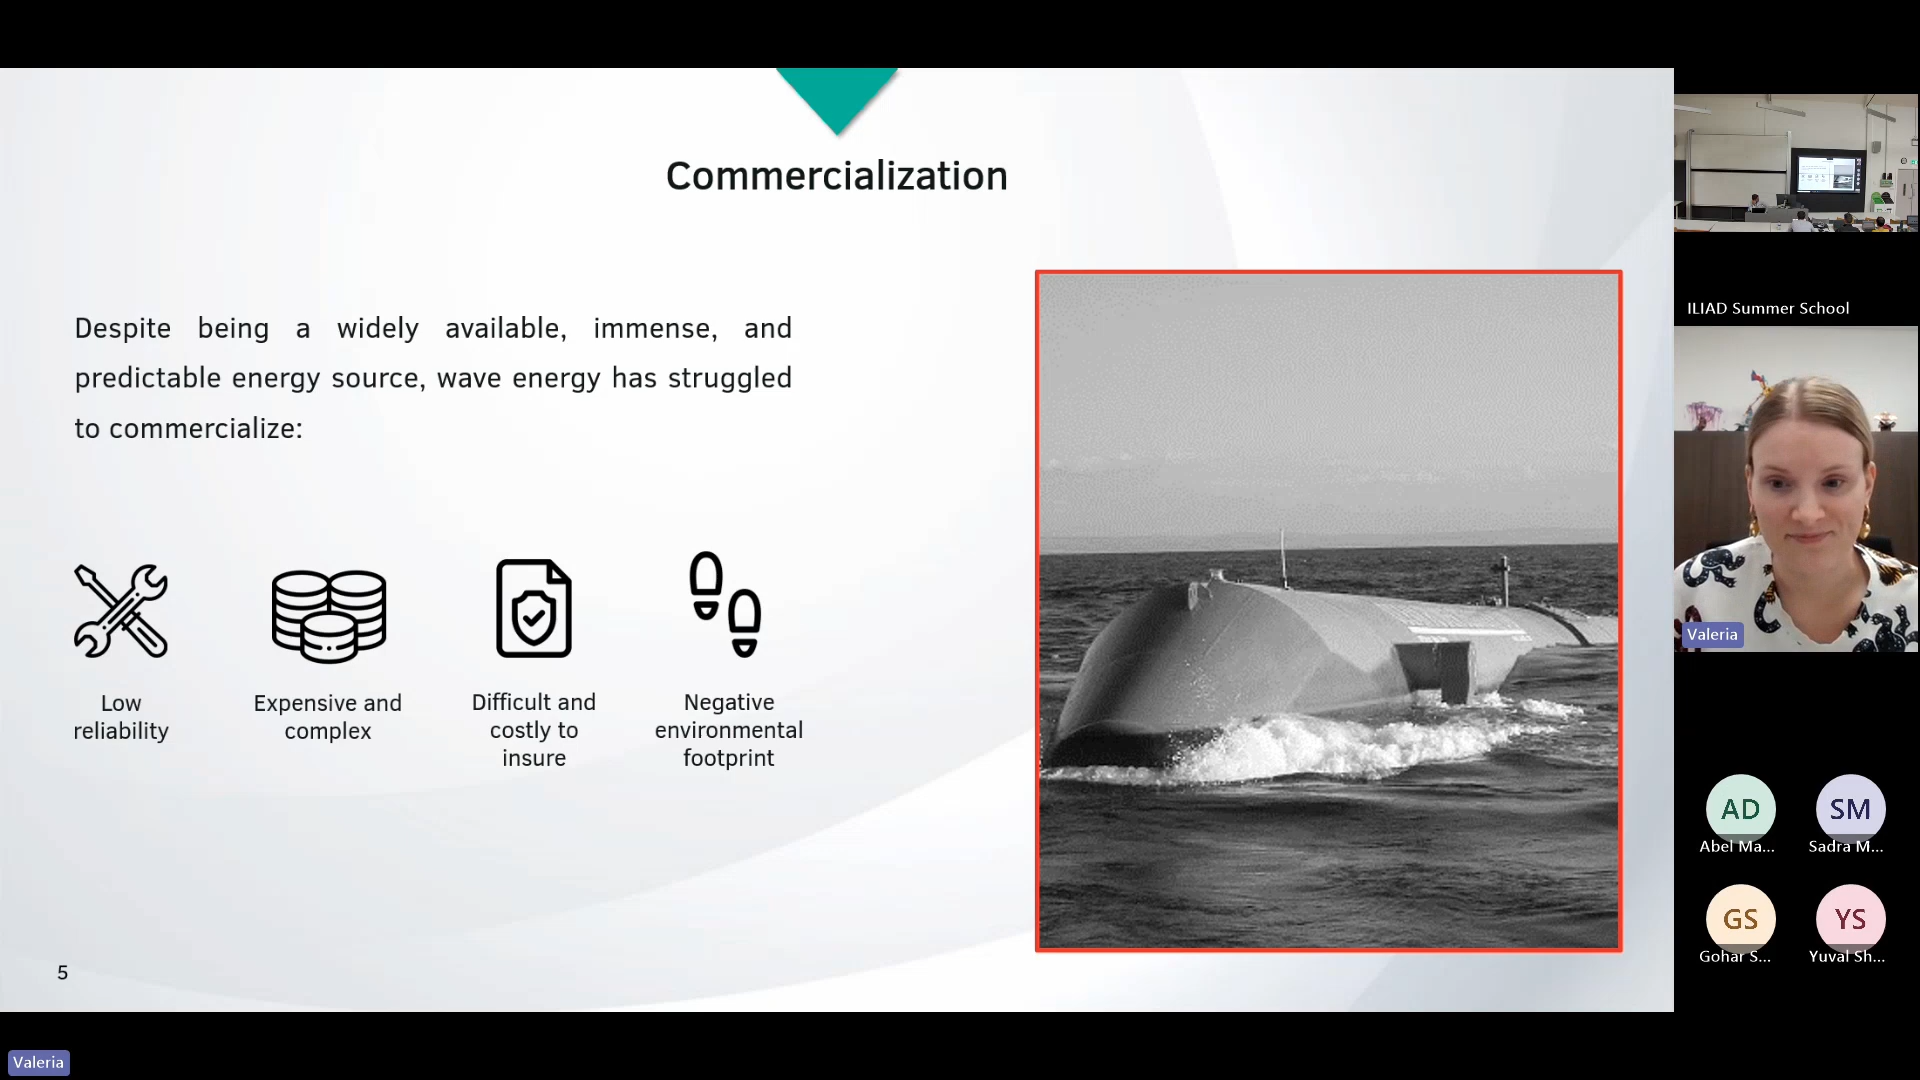 Commercialization
Despite being a widely available, immense, and
predictable energy source, wave energy has struggled
to commercialize:
Low
reliability
Expensive and
complex
Difficult and
costly to
insure
Negative
environmental
footprint
5
ILIAD Summer School
Valeria
AD
Abel Ma...
SM
Sadra M...
GS
Gohar S...
YS
Yuval Sh...
Valeria